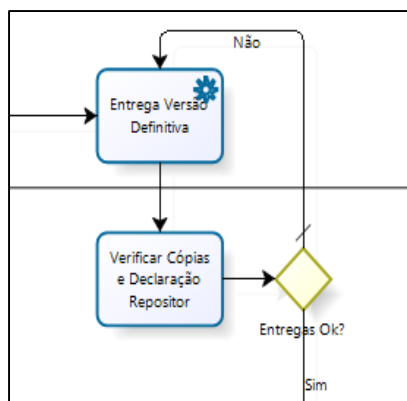 Não
Entrega Versão
Definitiva
Verificar Cópias
e Declaração
Repositor
Entregas Ok?
Sim